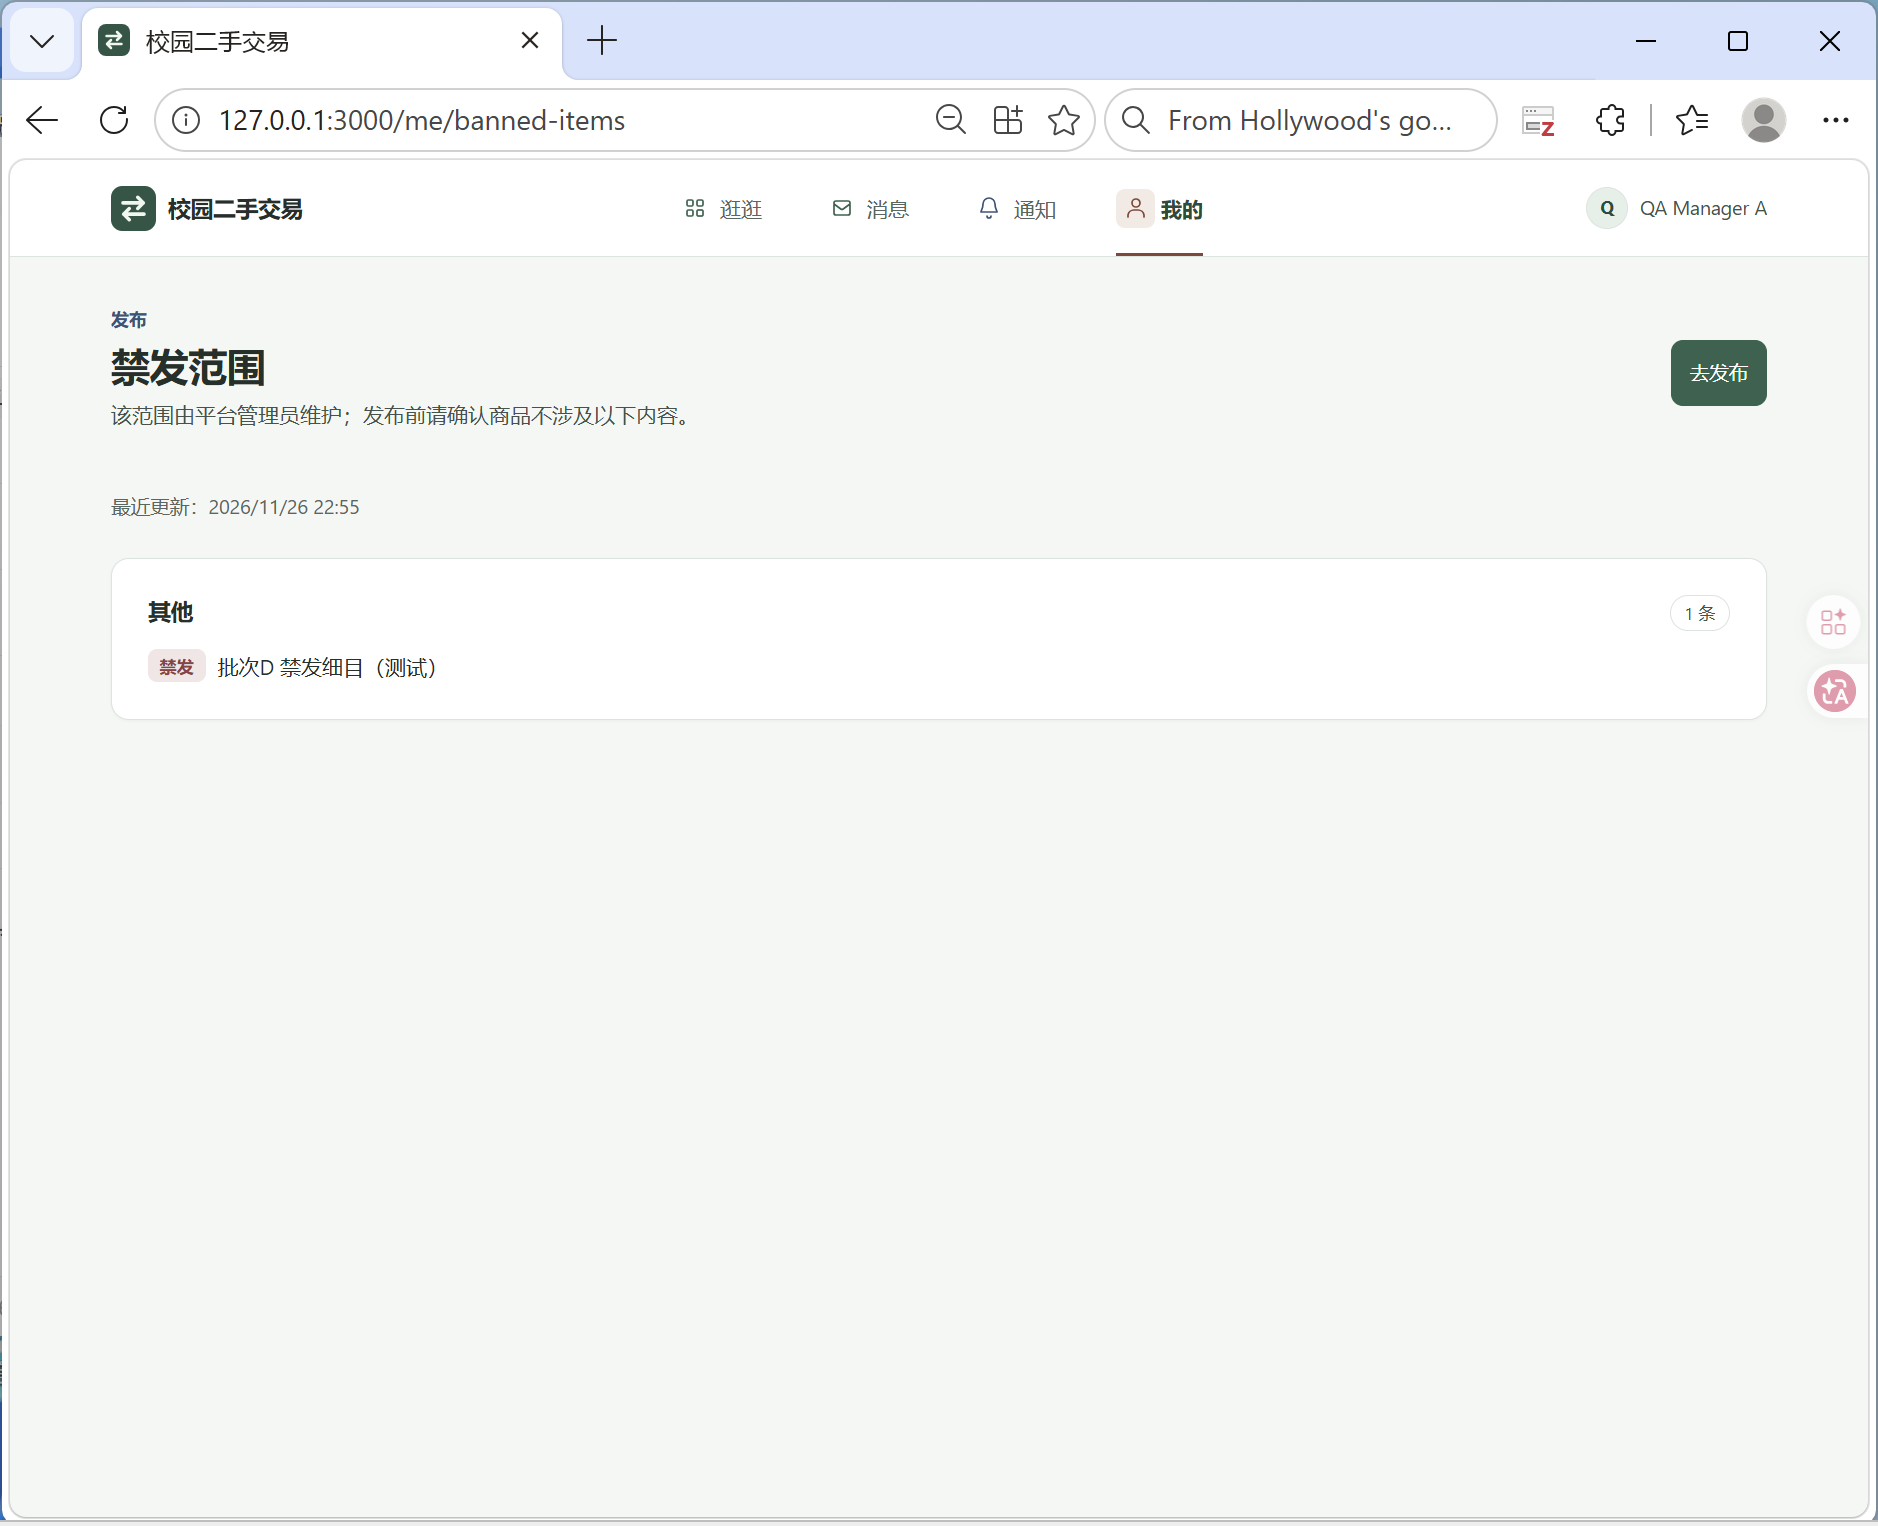 校园二手交易
127.0.0.1:3000/me/banned-items
From Hollywood's go...
校园二手交易
逛逛
消息
通知
我的
Q
QA Manager A
发布
禁发范围
去发布
该范围由平台管理员维护；发布前请确认商品不涉及以下内容。
最近更新：2026/11/26 22:55
其他
1 条
禁发 批次D 禁发细目（测试）